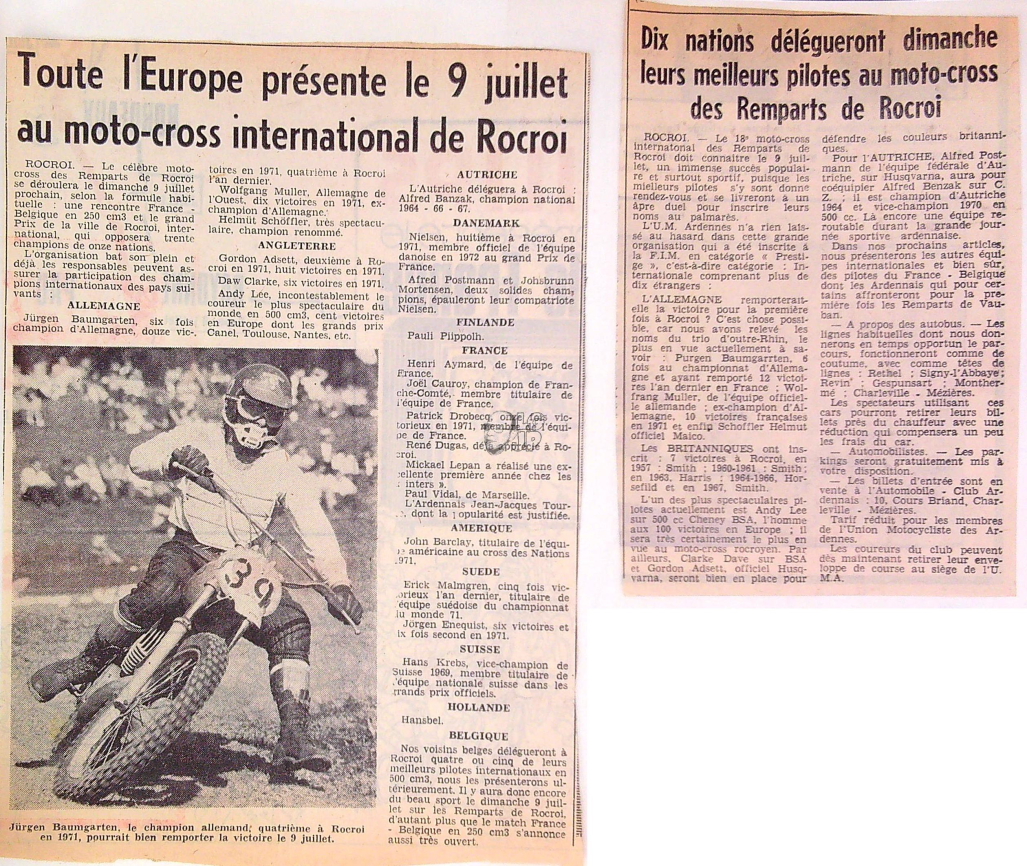 Toute l'Europe présente le 9 juillet
au moto-cross international de Rocroi
ROCROI. — Le célèbre moto-
cross des Remparts de Rocroi
se déroulera le dimanche 9 juillet
prochain, selon la formule habi-
tuelle : une rencontre France -
Belgique en 250 cm3 et le grand
Prix de la ville de Rocroi, inter-
national, qui opposera trente
champions de onze nations.
L'organisation bat son plein et
déjà les responsables peuvent as-
surer la participation des cham-
pions internationaux des pays sui-
vants :
ALLEMAGNE
Jürgen Baumgarten, six fois
champion d'Allemagne, douze vic-
toires en 1971, quatrième à Rocroi
l'an dernier.
Wolfgang Muller, Allemagne de
l'Ouest, dix victoires en 1971, ex-
champion d'Allemagne.
Helmut Schöffler, très spectacu-
laire, champion renommé.
ANGLETERRE
Gordon Adsett, deuxième à Ro-
croi en 1971, huit victoires en 1971.
Daw Clarke, six victoires en 1971.
Andy Lee, incontestablement le
coureur le plus spectaculaire du
monde en 500 cm3, cent victoires
en Europe dont les grands prix
Canel, Toulouse, Nantes, etc.
Jürgen Baumgarten, le champion allemand; quatrième à Rocroi
en 1971, pourrait bien remporter la victoire le 9 juillet.
39
AUTRICHE
L'Autriche déléguera à Rocroi :
Alfred Banzak, champion national
1964 - 66 - 67.
DANEMARK
Nielsen, huitième à Rocroi en
1971, membre officiel de l'équipe
danoise en 1972 au grand Prix de
France.
Alfred Postmann et Johsbrunn
Mortensen, deux solides cham-
pions, épauleront leur compatriote
Nielsen.
FINLANDE
Pauli Piippolh.
FRANCE
Henri Aymard, de l'équipe de
France.
Joël Cauroy, champion de Fran-
che-Comté, membre titulaire de
l'équipe de France.
Patrick Drobecq, 10 fois vic-
torieux en 1971, membre de l'équi-
pe de France.
René Dugas, déjà apprécié à Ro-
croi.
Mickael Lepan a réalisé une ex-
cellente première année chez les
« inters ».
Paul Vidal, de Marseille.
L'Ardennais Jean-Jacques Tour-
dont la popularité est justifiée.
AMERIQUE
John Barclay, titulaire de l'équi-
pe américaine au cross des Nations
1971.
SUEDE
Erick Malmgren, cinq fois vic-
torieux l'an dernier, titulaire de
l'équipe suédoise du championnat
du monde 71.
Jörgen Enequist, six victoires et
ix fois second en 1971.
SUISSE
Hans Krebs, vice-champion de
Suisse 1969, membre titulaire de
l'équipe nationale suisse dans les
grands prix officiels.
HOLLANDE
Hansbel.
BELGIQUE
Nos voisins belges délégueront à
Rocroi quatre ou cinq de leurs
meilleurs pilotes internationaux en
500 cm3, nous les présenterons ul-
térieurement. Il y aura donc encore
du beau sport le dimanche 9 juil-
let sur les Remparts de Rocroi,
d'autant plus que le match France
- Belgique en 250 cm3 s'annonce
aussi très ouvert.
Dix nations délégueront dimanche
leurs meilleurs pilotes au moto-cross
des Remparts de Rocroi
ROCROI. — Le 18e moto-cross
internatonal des Remparts de
Rocroi doit connaître le 9 juil-
let, un immense succès populai-
re et surtout sportif, puisque les
mielleurs pilotes s'y sont donne
rendez-vous et se livreront à un
âpre duel pour inscrire leurs
noms au palmarès.
L'U.M. Ardennes n'a rien lais-
sé au hasard dans cette grande
organisation qui a été inscrite à
la F.I.M. en catégorie « Presti-
ge », c'est-à-dire catégorie : In-
ternationale comprenant plus de
dix étrangers :
L'ALLEMAGNE remporterait-
elle la victoire pour la première
fois à Rocroi ? C'est chose possi-
ble, car nous avons relevé les
noms du trio d'outre-Rhin, le
plus en vue actuellement à sa-
voir : Purgen Baumgarten, 6
fois au championnat d'Allema-
gne et ayant remporté 12 victoi-
res l'an dernier en France ; Wol-
frang Muller, de l'équipe officiel-
le allemande ; ex-champion d'Al-
lemagne, 10 victoires françaises
en 1971 et enfin Schoffler Helmut
officiel Maico.
Les BRITANNIQUES ont ins-
crit : 7 victoires à Rocroi, en
1957 : Smith ; 1960-1961 : Smith ;
en 1963, Harris ; 1964-1966, Hor-
sefild et en 1967, Smith.
L'un des plus spectaculaires pi-
lotes actuellement est Andy Lee
sur 500 cc Cheney BSA, l'homme
aux 100 victoires en Europe ; il
sera très certainement le plus en
vue au moto-cross rocroyen. Par
ailleurs, Clarke Dave sur BSA
et Gordon Adsett, officiel Husq-
varna, seront bien en place pour
défendre les couleurs britanni-
ques.
Pour l'AUTRICHE, Alfred Post-
mann de l'équipe fédérale d'Au-
triche, sur Husqvarna, aura pour
coéquipier Alfred Benzak sur C.
Z. ; il est champion d'Autriche
1964 et vice-champion 1970 en
500 cc. Là encore une équipe re-
routable durant la grande jour-
née sportive ardennaise.
Dans nos prochains articles,
nous présenterons les autres équi-
pes internationales et bien sûr,
des pilotes du France - Belgique
dont les Ardennais qui pour cer-
tains affronteront pour la pre-
mière fois les Remparts de Vau-
ban.
— A propos des autobus. — Les
lignes habituelles dont nous don-
nerons en temps opportun le par-
cours, fonctionneront comme de
coutume, avec comme têtes de
lignes : Rethel ; Signy-l'Abbaye ;
Revin ; Gespunsart ; Monther-
mé ; Charleville - Mézières.
Les spectateurs utilisant ces
cars pourront retirer leurs bil-
lets près du chauffeur avec une
réduction qui compensera un peu
les frais du car.
— Automobilistes. — Les par-
kings seront gratuitement mis à
votre disposition.
— Les billets d'entrée sont en
vente à l'Automobile - Club Ar-
dennais : 10, Cours Briand, Char-
leville - Mézières.
Tarif réduit pour les membres
de l'Union Motocycliste des Ar-
dennes.
Les coureurs du club peuvent
dès maintenant retirer leur enve-
loppe de course au siège de l'U.
M.A.